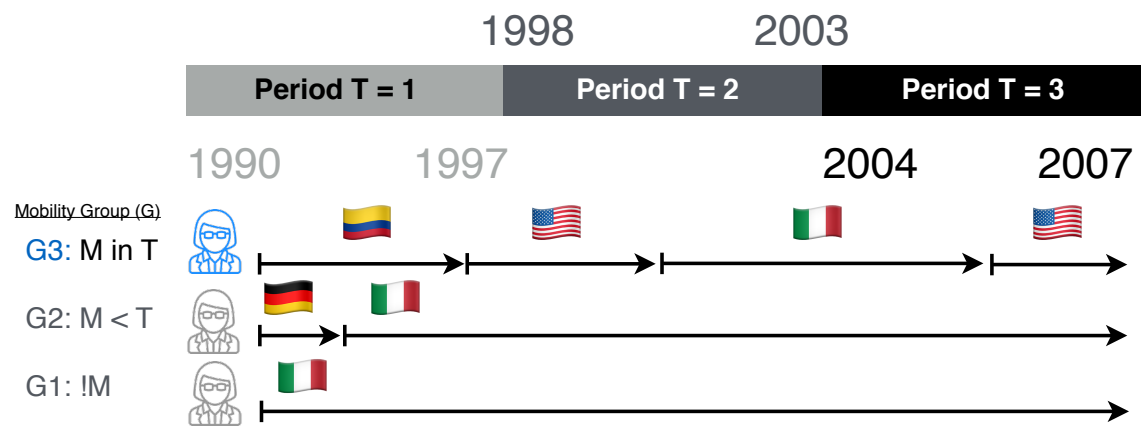 1998 2003
Period T = 1 Period T = 2 Period T = 3
1990 1997 2004 2007
Mobility Group (G)
G3: M in T
G2: M < T
G1: !M